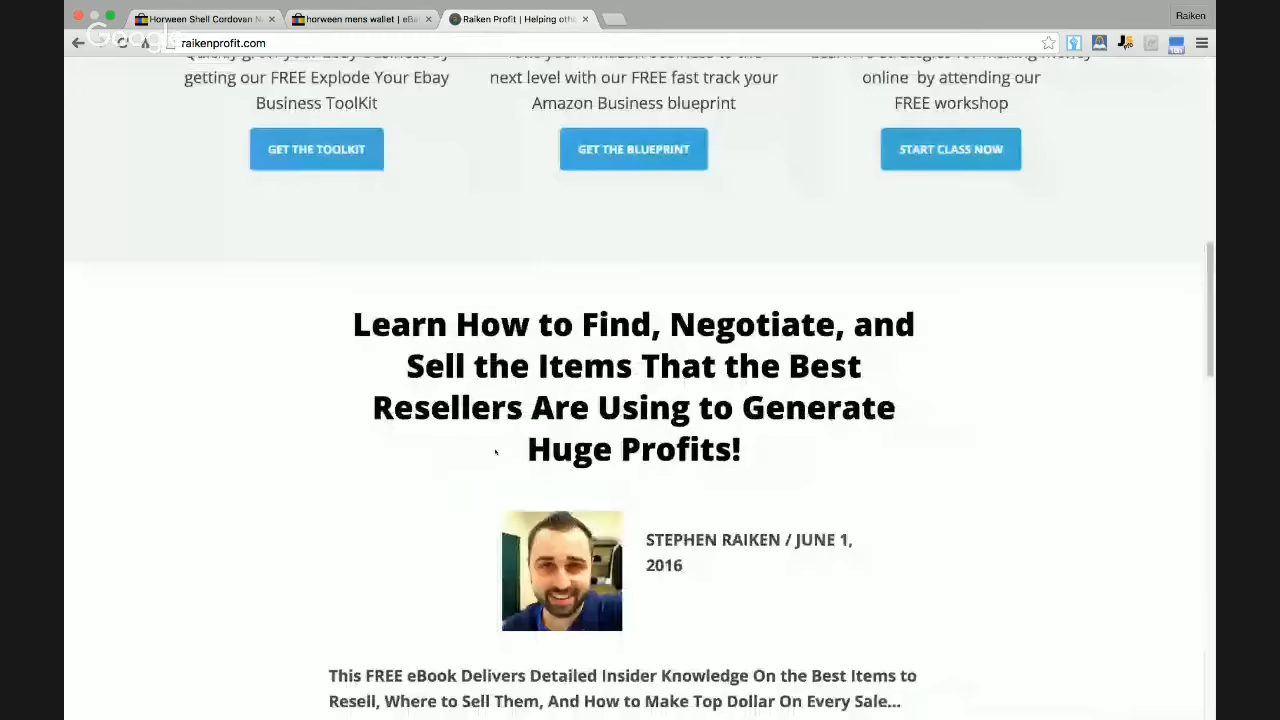 Horween Shell Cordovan N
horween mens wallet | eBa
Raiken Profit | Helping oth
Raiken
Google
raikenprofit.com
getting our FREE Explode Your Ebay
Business ToolKit
GET THE TOOLKIT
next level with our FREE fast track your
Amazon Business blueprint
GET THE BLUEPRINT
online by attending our
FREE workshop
START CLASS NOW
Learn How to Find, Negotiate, and
Sell the Items That the Best
Resellers Are Using to Generate
Huge Profits!
STEPHEN RAIKEN / JUNE 1,
2016
This FREE eBook Delivers Detailed Insider Knowledge On the Best Items to
Resell, Where to Sell Them, And How to Make Top Dollar On Every Sale...